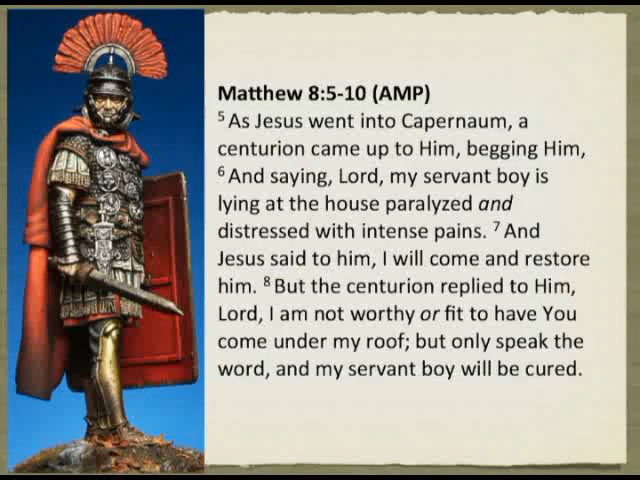 Matthew 8:5-10 (AMP)
5 As Jesus went into Capernaum, a
centurion came up to Him, begging Him,
6 And saying, Lord, my servant boy is
lying at the house paralyzed and
distressed with intense pains. 7 And
Jesus said to him, I will come and restore
him. 8 But the centurion replied to Him,
Lord, I am not worthy or fit to have You
come under my roof; but only speak the
word, and my servant boy will be cured.